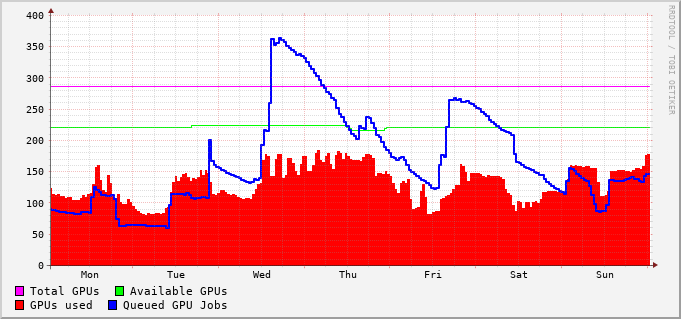 400
350
300
250
200
150
100
50
0
Mon Tue Wed Thu Fri Sat Sun
Total GPUs Available GPUs
GPUs used Queued GPU Jobs
RRDTOOL / TOBI OETIKER